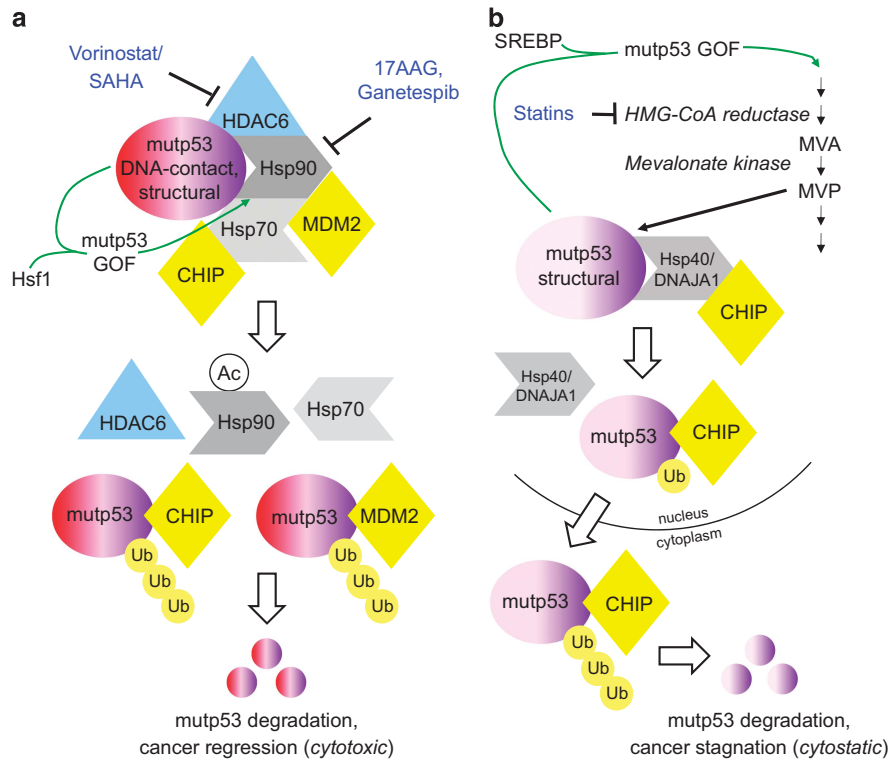 a
Vorinostat/
SAHA
17AAG,
Ganetespib
HDAC6
mutp53
DNA-contact,
structural
Hsp90
Hsp70
MDM2
CHIP
mutp53
GOF
Hsf1
Ac
HDAC6
Hsp90
Hsp70
mutp53
CHIP
Ub
Ub
Ub
mutp53
MDM2
Ub
Ub
Ub
mutp53 degradation,
cancer regression (cytotoxic)
b
SREBP
mutp53 GOF
Statins
HMG-CoA reductase
MVA
Mevalonate kinase
MVP
mutp53
structural
Hsp40/
DNAJA1
CHIP
Hsp40/
DNAJA1
mutp53
CHIP
Ub
nucleus
cytoplasm
mutp53
CHIP
Ub
Ub
Ub
mutp53 degradation,
cancer stagnation (cytostatic)